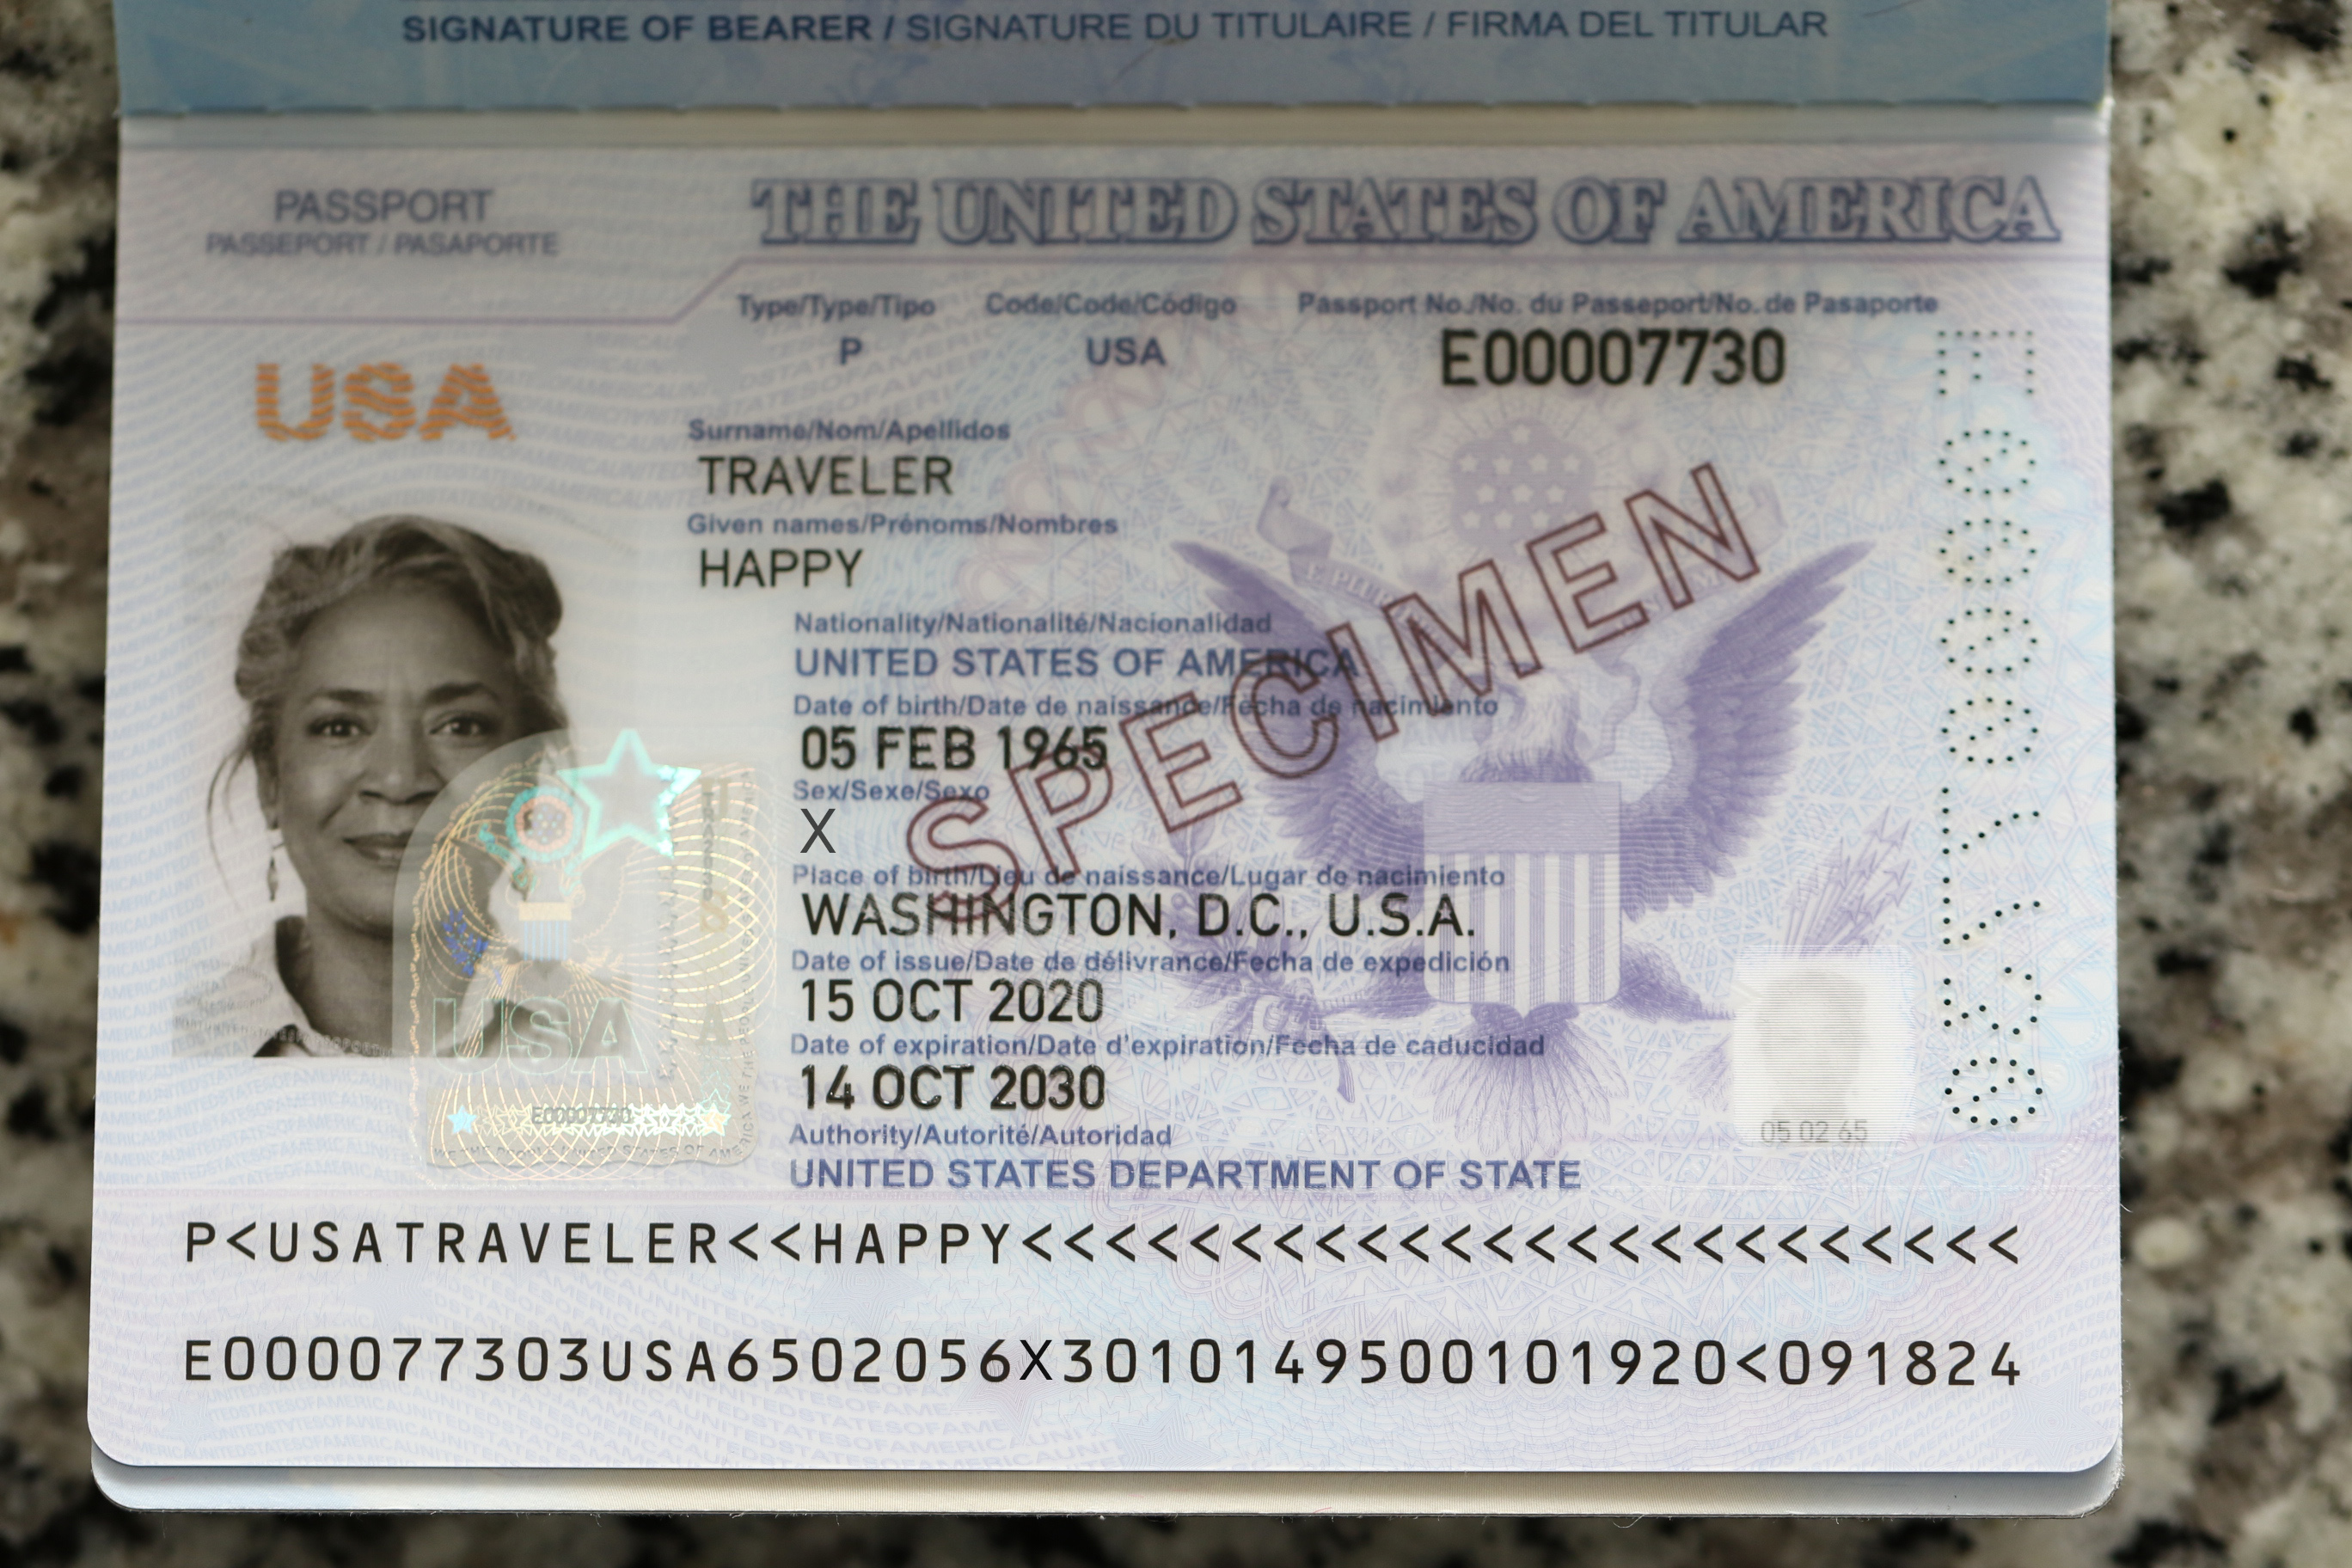 SIGNATURE OF BEARER / SIGNATURE DU TITULAIRE / FIRMA DEL TITULAR
PASSPORT
PASSEPORT / PASAPORTE
THE UNITED STATES OF AMERICA
Type/Type/Tipo Code/Code/Código Passport No./No. du Passeport/No. de Pasaporte
P USA E00007730
USA
Surname/Nom/Apellidos
TRAVELER
Given names/Prénoms/Nombres
HAPPY
Nationality/Nationalité/Nacionalidad
UNITED STATES OF AMERICA
Date of birth/Date de naissance/Fecha de nacimiento
05 FEB 1965
Sex/Sexe/Sexo
X
SPECIMEN
Place of birth/Lieu de naissance/Lugar de nacimiento
WASHINGTON, D.C., U.S.A.
Date of issue/Date de délivrance/Fecha de expedición
15 OCT 2020
Date of expiration/Date d'expiration/Fecha de caducidad
14 OCT 2030
Authority/Autorité/Autoridad
UNITED STATES DEPARTMENT OF STATE
USA
E00007730
05 02 65
P<USATRAVELER<<HAPPY<<<<<<<<<<<<<<<<<<<<<<<<
E000077303USA6502056X3010149500101920<091824